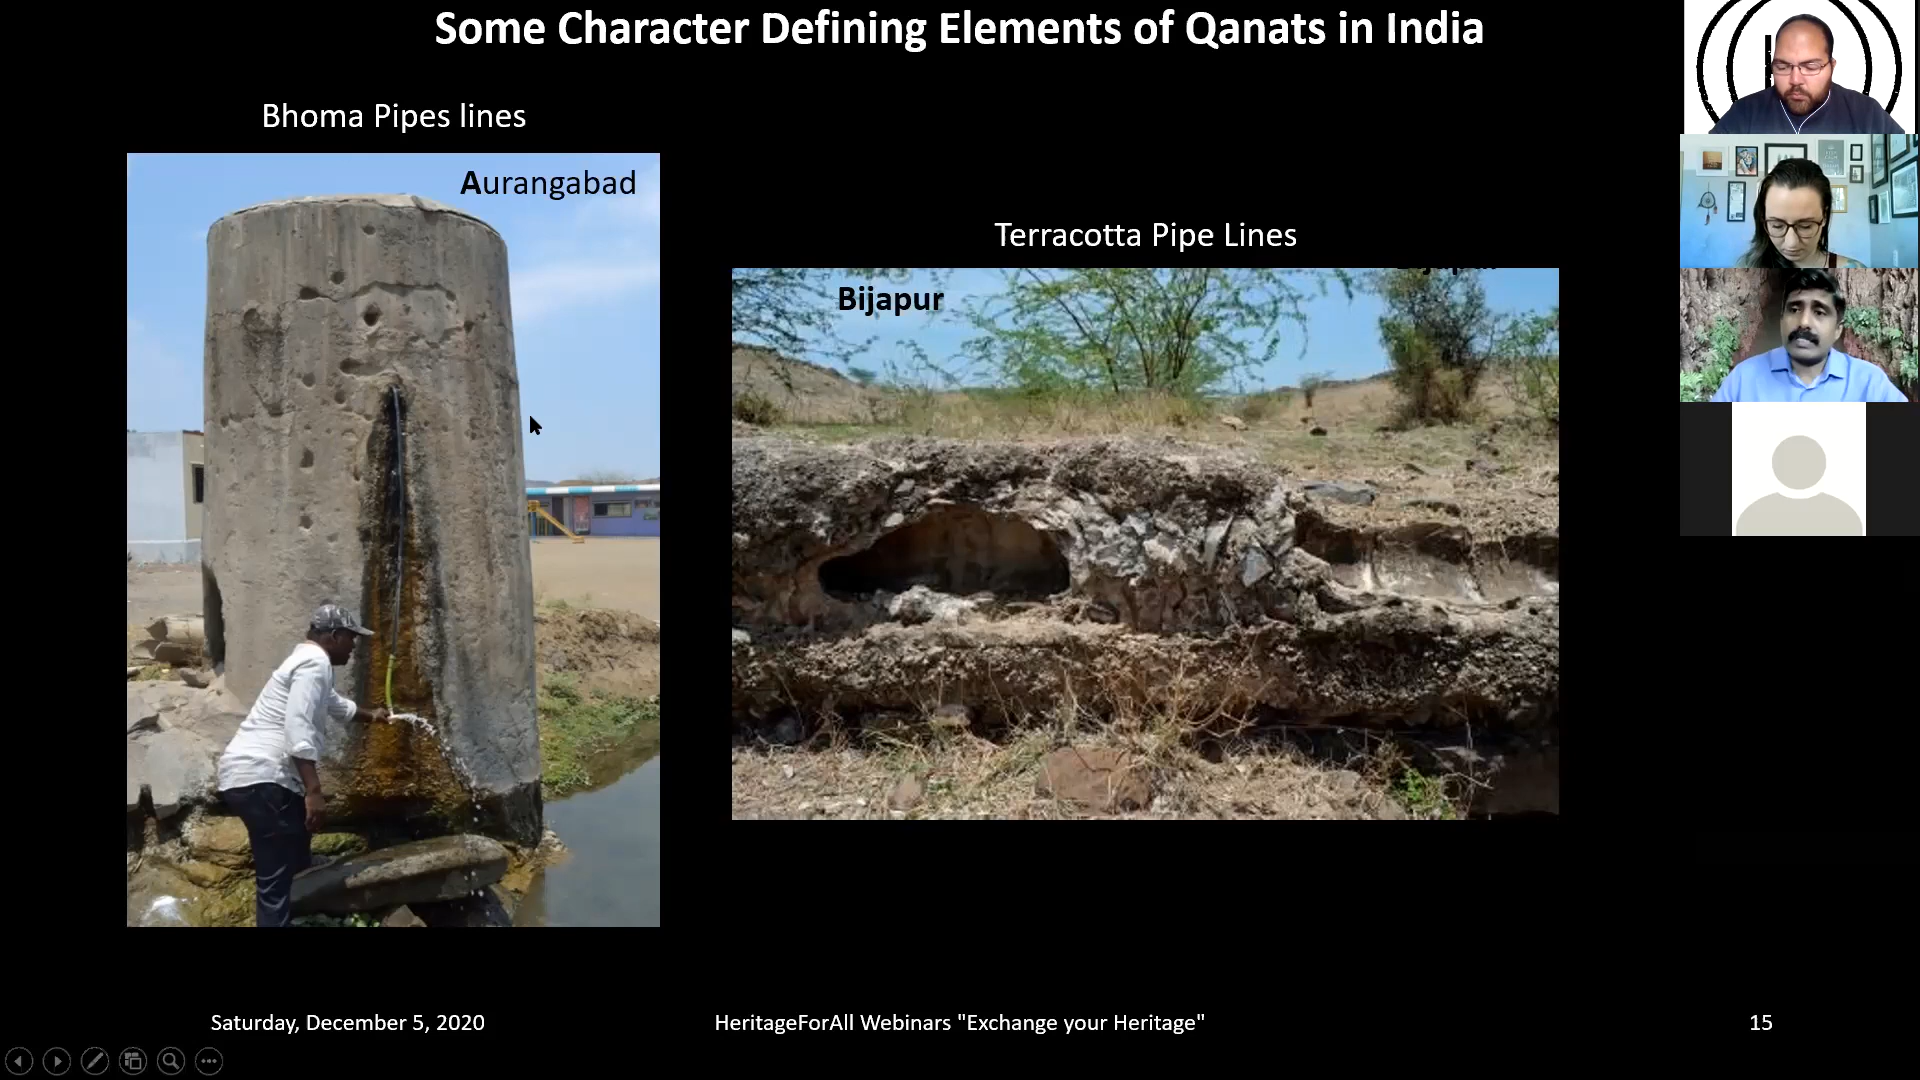 Some Character Defining Elements of Qanats in India
Bhoma Pipes lines
Aurangabad
Terracotta Pipe Lines
Bijapur
Saturday, December 5, 2020
HeritageForAll Webinars "Exchange your Heritage"
15